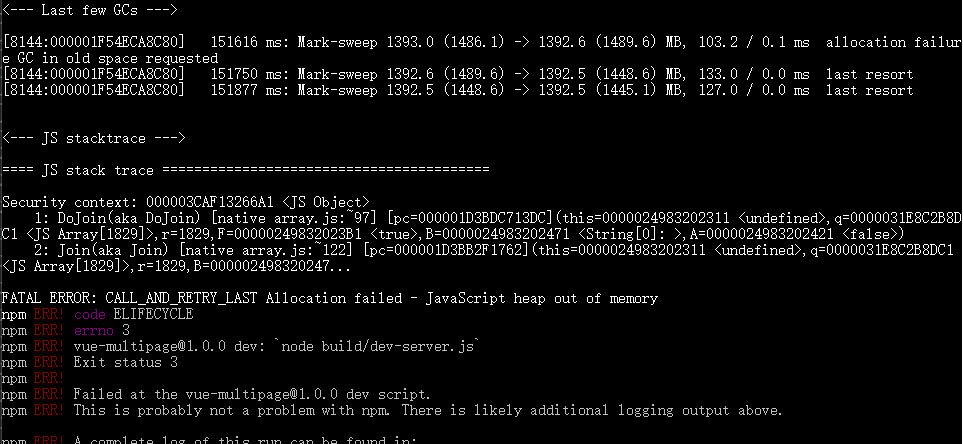 <--- Last few GCs --->
[8144:000001F54ECA8C80]   151616 ms: Mark-sweep 1393.0 (1486.1) -> 1392.6 (1489.6) MB, 103.2 / 0.1 ms  allocation failur
e GC in old space requested
[8144:000001F54ECA8C80]   151750 ms: Mark-sweep 1392.6 (1489.6) -> 1392.5 (1448.6) MB, 133.0 / 0.0 ms  last resort
[8144:000001F54ECA8C80]   151877 ms: Mark-sweep 1392.5 (1448.6) -> 1392.5 (1445.1) MB, 127.0 / 0.0 ms  last resort
<--- JS stacktrace --->
==== JS stack trace =========================================
Security context: 000003CAF13266A1 <JS Object>
    1: DoJoin(aka DoJoin) [native array.js:~97] [pc=000001D3BDC713DC](this=0000024983202311 <undefined>,q=0000031E8C2B8D
C1 <JS Array[1829]>,r=1829,F=00000249832023B1 <true>,B=0000024983202471 <String[0]: >,A=0000024983202421 <false>)
    2: Join(aka Join) [native array.js:~122] [pc=000001D3BB2F1762](this=0000024983202311 <undefined>,q=0000031E8C2B8DC1
<JS Array[1829]>,r=1829,B=000002498320247...
FATAL ERROR: CALL_AND_RETRY_LAST Allocation failed - JavaScript heap out of memory
npm ERR! code ELIFECYCLE
npm ERR! errno 3
npm ERR! vue-multipage@1.0.0 dev: `node build/dev-server.js`
npm ERR! Exit status 3
npm ERR!
npm ERR! Failed at the vue-multipage@1.0.0 dev script.
npm ERR! This is probably not a problem with npm. There is likely additional logging output above.
npm ERR! A complete log of this run can be found in: